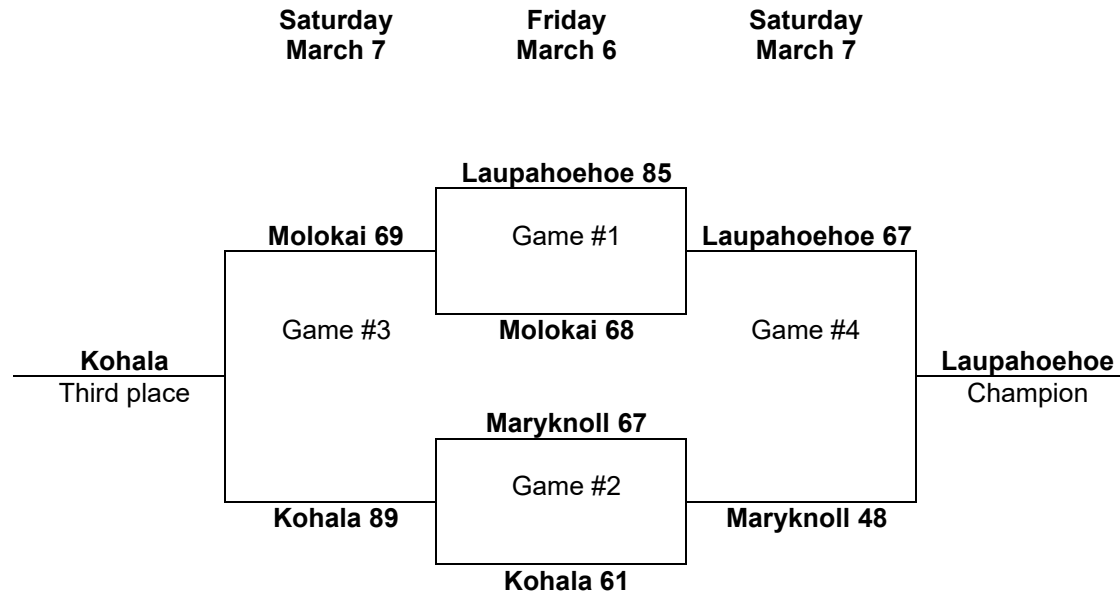 Saturday Friday Saturday
March 7 March 6 March 7
Laupahoehoe 85
Molokai 69 Game #1 Laupahoehoe 67
Game #3 Molokai 68 Game #4
Kohala Laupahoehoe
Third place Champion
Maryknoll 67
Game #2
Kohala 89 Maryknoll 48
Kohala 61